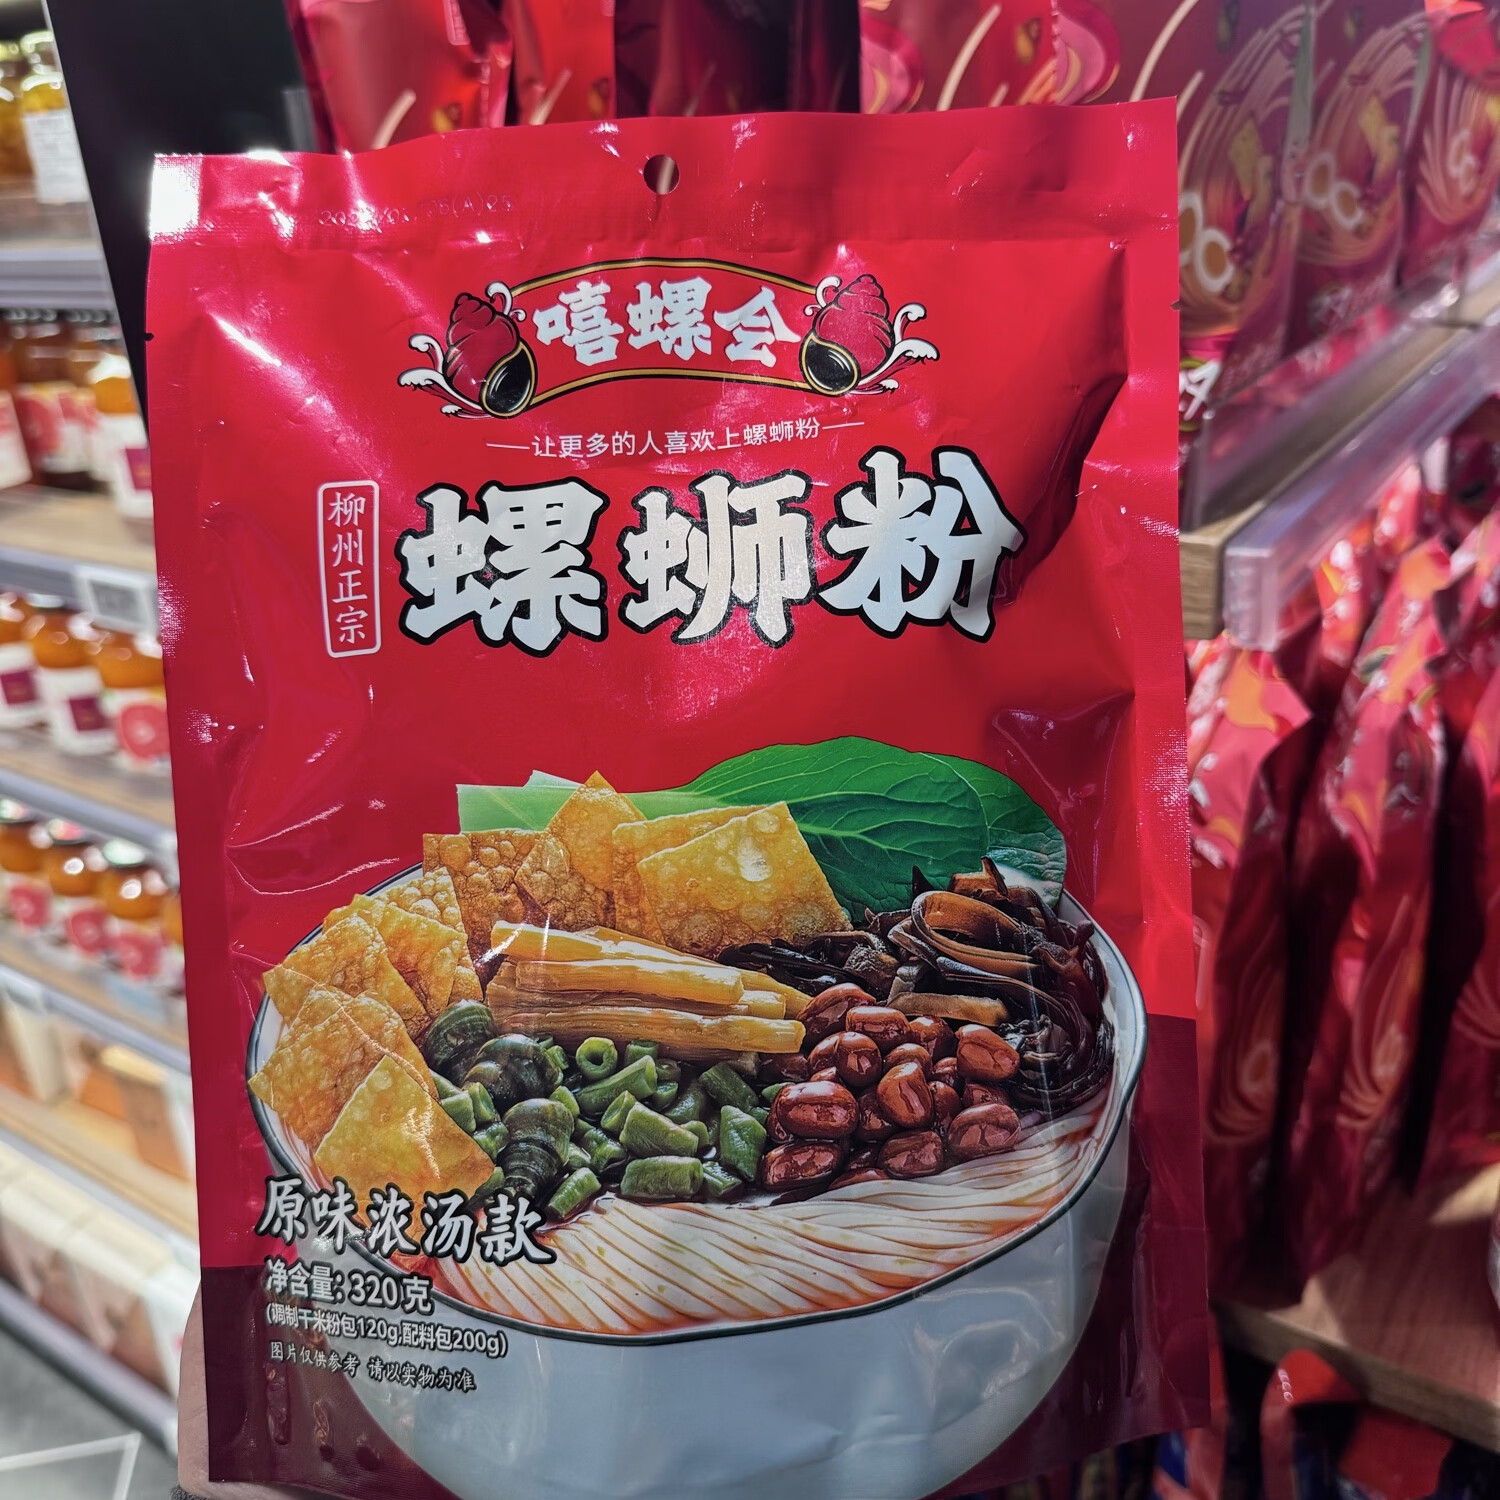 嘻螺会
让更多的人喜欢上螺蛳粉
柳州正宗
螺蛳粉
原味浓汤款
净含量:320克
(调制干米粉包120g,配料包200g)
图片仅供参考 请以实物为准